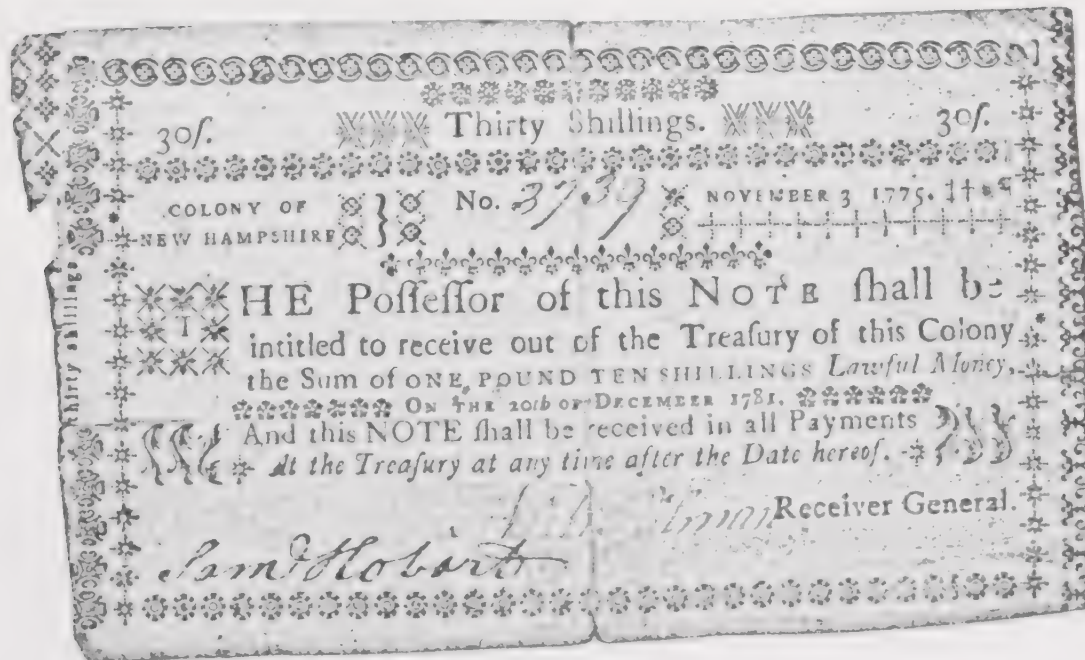 Thirty Shillings.
30ſ. 30ſ.
COLONY OF
NEW HAMPSHIRE
No. 3739
NOVEMBER 3 1775.
THE Poſſeſſor of this NOTE ſhall be
intitled to receive out of the Treaſury of this Colony
the Sum of ONE POUND TEN SHILLINGS Lawful Money,
ON THE 20th OF DECEMBER 1781.
And this NOTE ſhall be received in all Payments
At the Treaſury at any time after the Date hereof.
Receiver General.
Samˡ Hobart
Thirty ſhillings